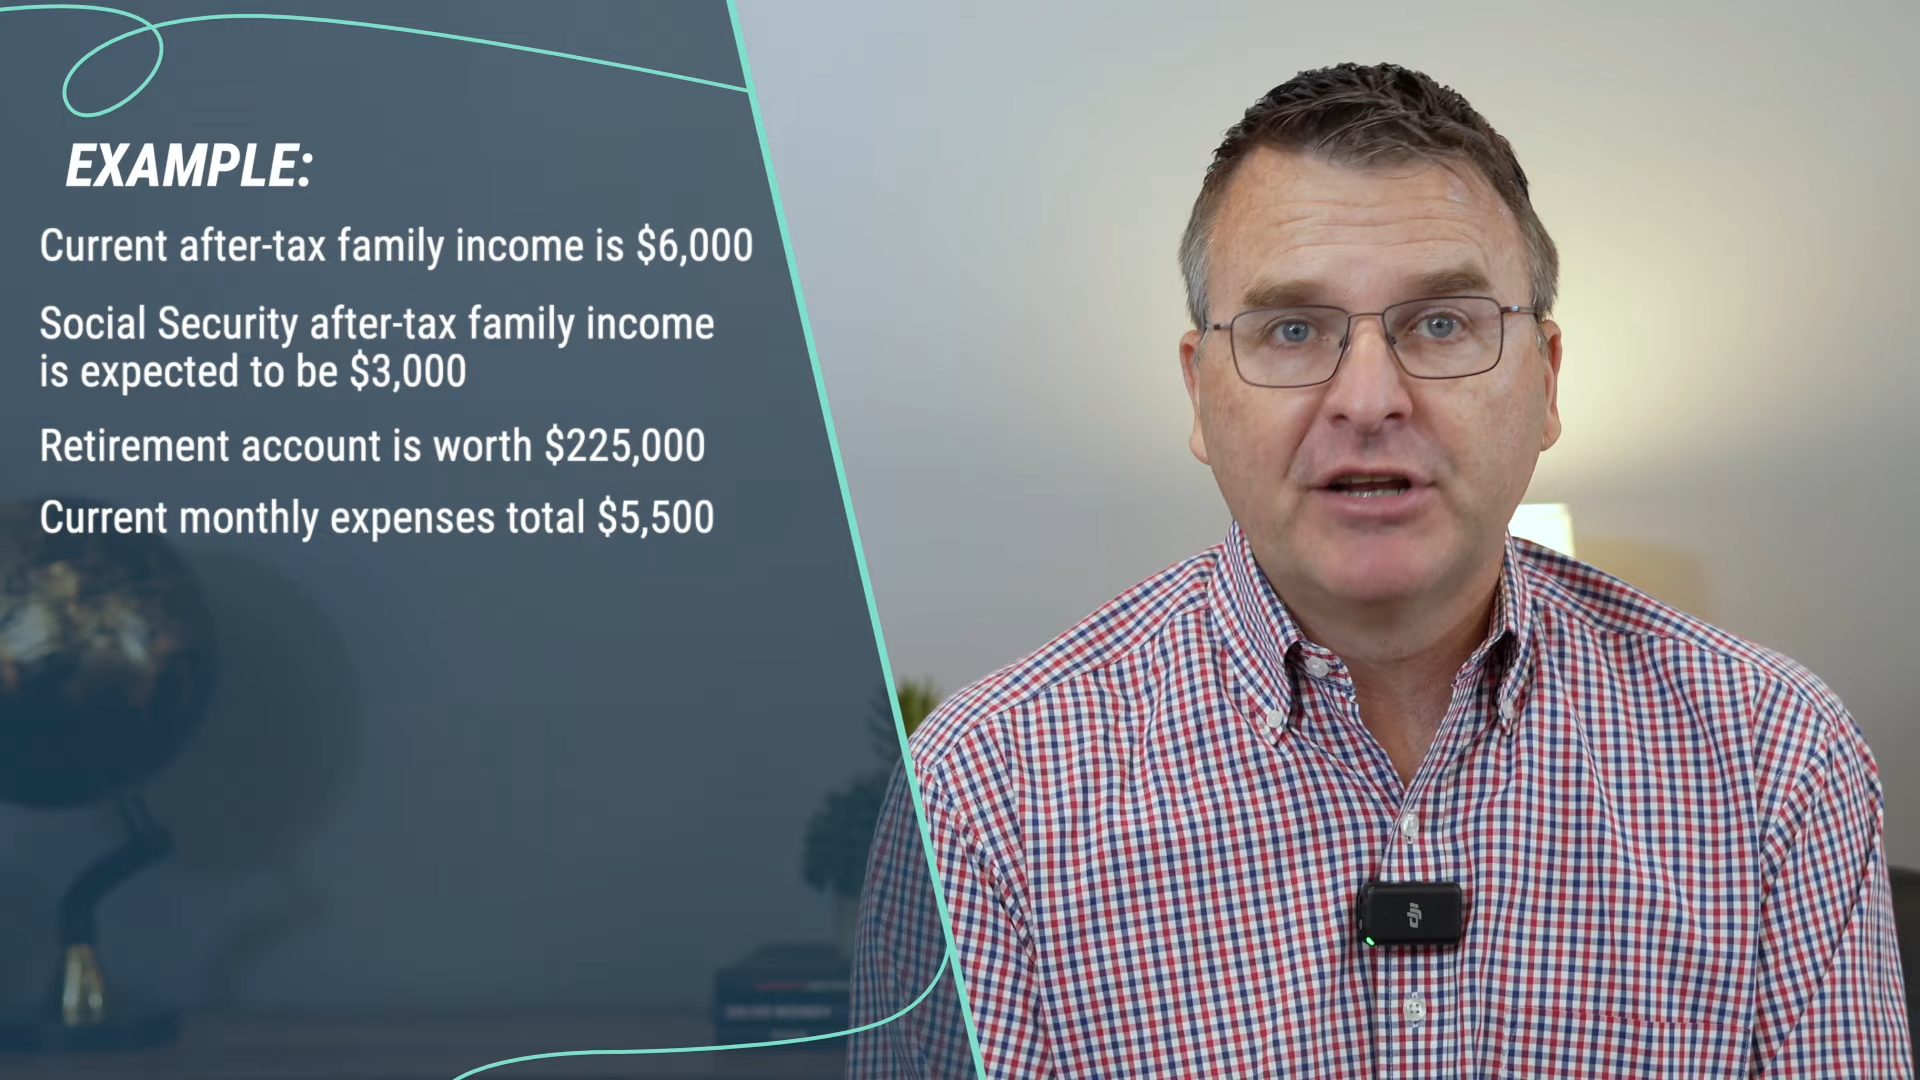 EXAMPLE:
Current after-tax family income is $6,000
Social Security after-tax family income
is expected to be $3,000
Retirement account is worth $225,000
Current monthly expenses total $5,500
dji